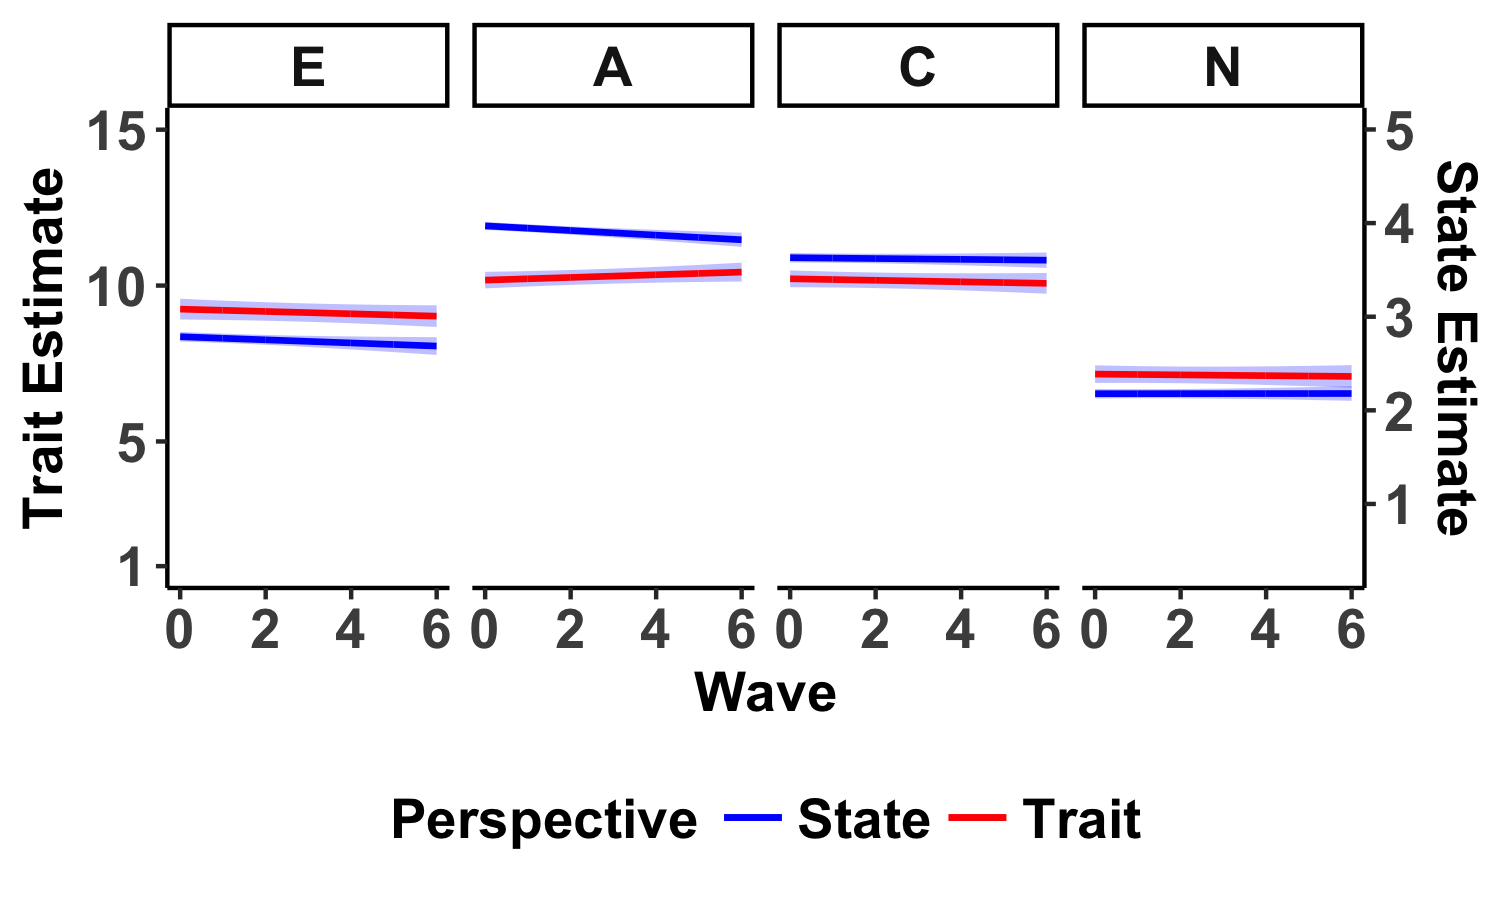 E A C N
Trait Estimate
15
10
5
1
5
4
3
2
1
State Estimate
0 2 4 6 0 2 4 6 0 2 4 6 0 2 4 6
Wave
Perspective State Trait